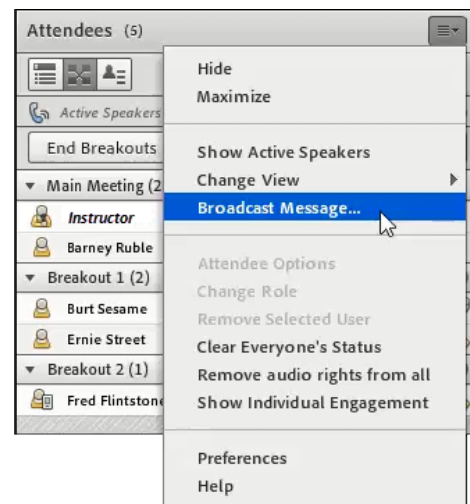 Attendees (5)
Active Speakers
End Breakouts
Main Meeting (2
Instructor
Barney Ruble
Breakout 1 (2)
Burt Sesame
Ernie Street
Breakout 2 (1)
Fred Flintstone
Hide
Maximize
Show Active Speakers
Change View
Broadcast Message...
Attendee Options
Change Role
Remove Selected User
Clear Everyone's Status
Remove audio rights from all
Show Individual Engagement
Preferences
Help